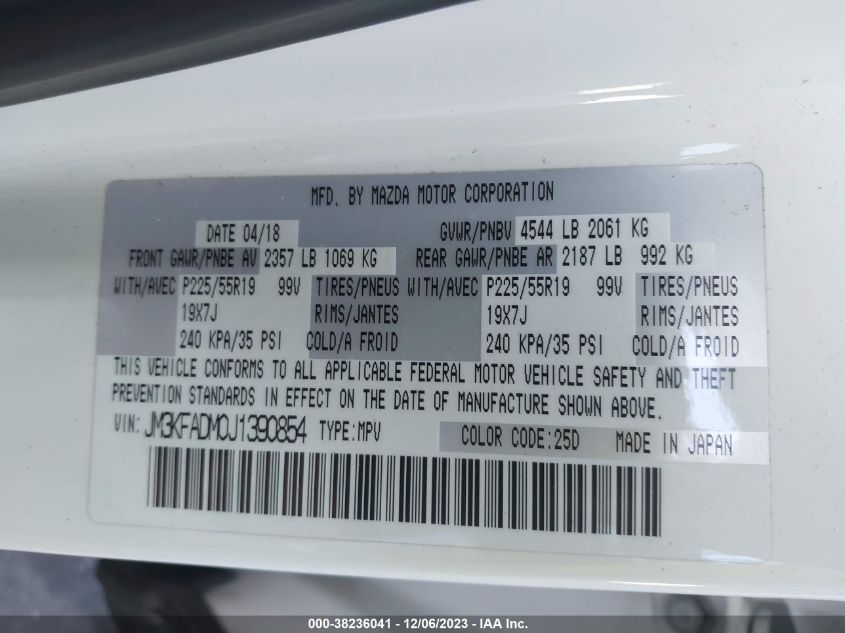 MFD. BY MAZDA MOTOR CORPORATION
DATE 04/18 GVWR/PNBV 4544 LB 2061 KG
FRONT GAWR/PNBE AV 2357 LB 1069 KG REAR GAWR/PNBE AR 2187 LB 992 KG
WITH/AVEC P225/55R19 99V TIRES/PNEUS WITH/AVEC P225/55R19 99V TIRES/PNEUS
19X7J RIMS/JANTES 19X7J RIMS/JANTES
240 KPA/35 PSI COLD/A FROID 240 KPA/35 PSI COLD/A FROID
THIS VEHICLE CONFORMS TO ALL APPLICABLE FEDERAL MOTOR VEHICLE SAFETY AND THEFT
PREVENTION STANDARDS IN EFFECT ON THE DATE OF MANUFACTURE SHOWN ABOVE.
VIN: JM3KFADM0J1390854 TYPE:MPV COLOR CODE:25D MADE IN JAPAN
000-38236041 - 12/06/2023 - IAA Inc.